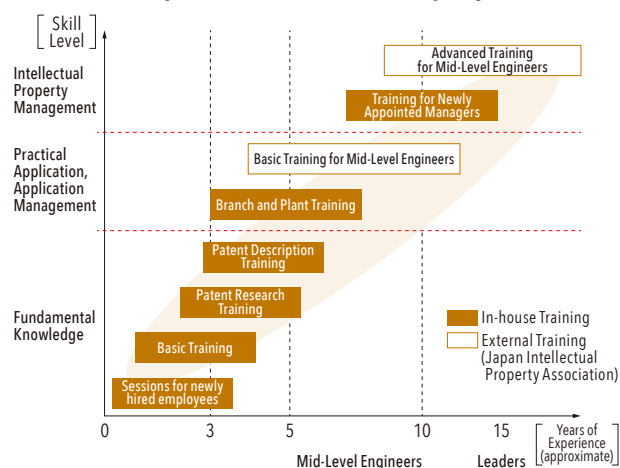 Skill
Level
Advanced Training
for Mid-Level Engineers
Intellectual
Property
Management
Training for Newly
Appointed Managers
Practical
Application,
Application
Management
Basic Training for Mid-Level Engineers
Branch and Plant Training
Patent Description
Training
Patent Research
Training
Fundamental
Knowledge
Basic Training
Sessions for newly
hired employees
In-house Training
External Training
(Japan Intellectual
Property Association)
0 3 5 10 15
Years of
Experience
(approximate)
Mid-Level Engineers Leaders